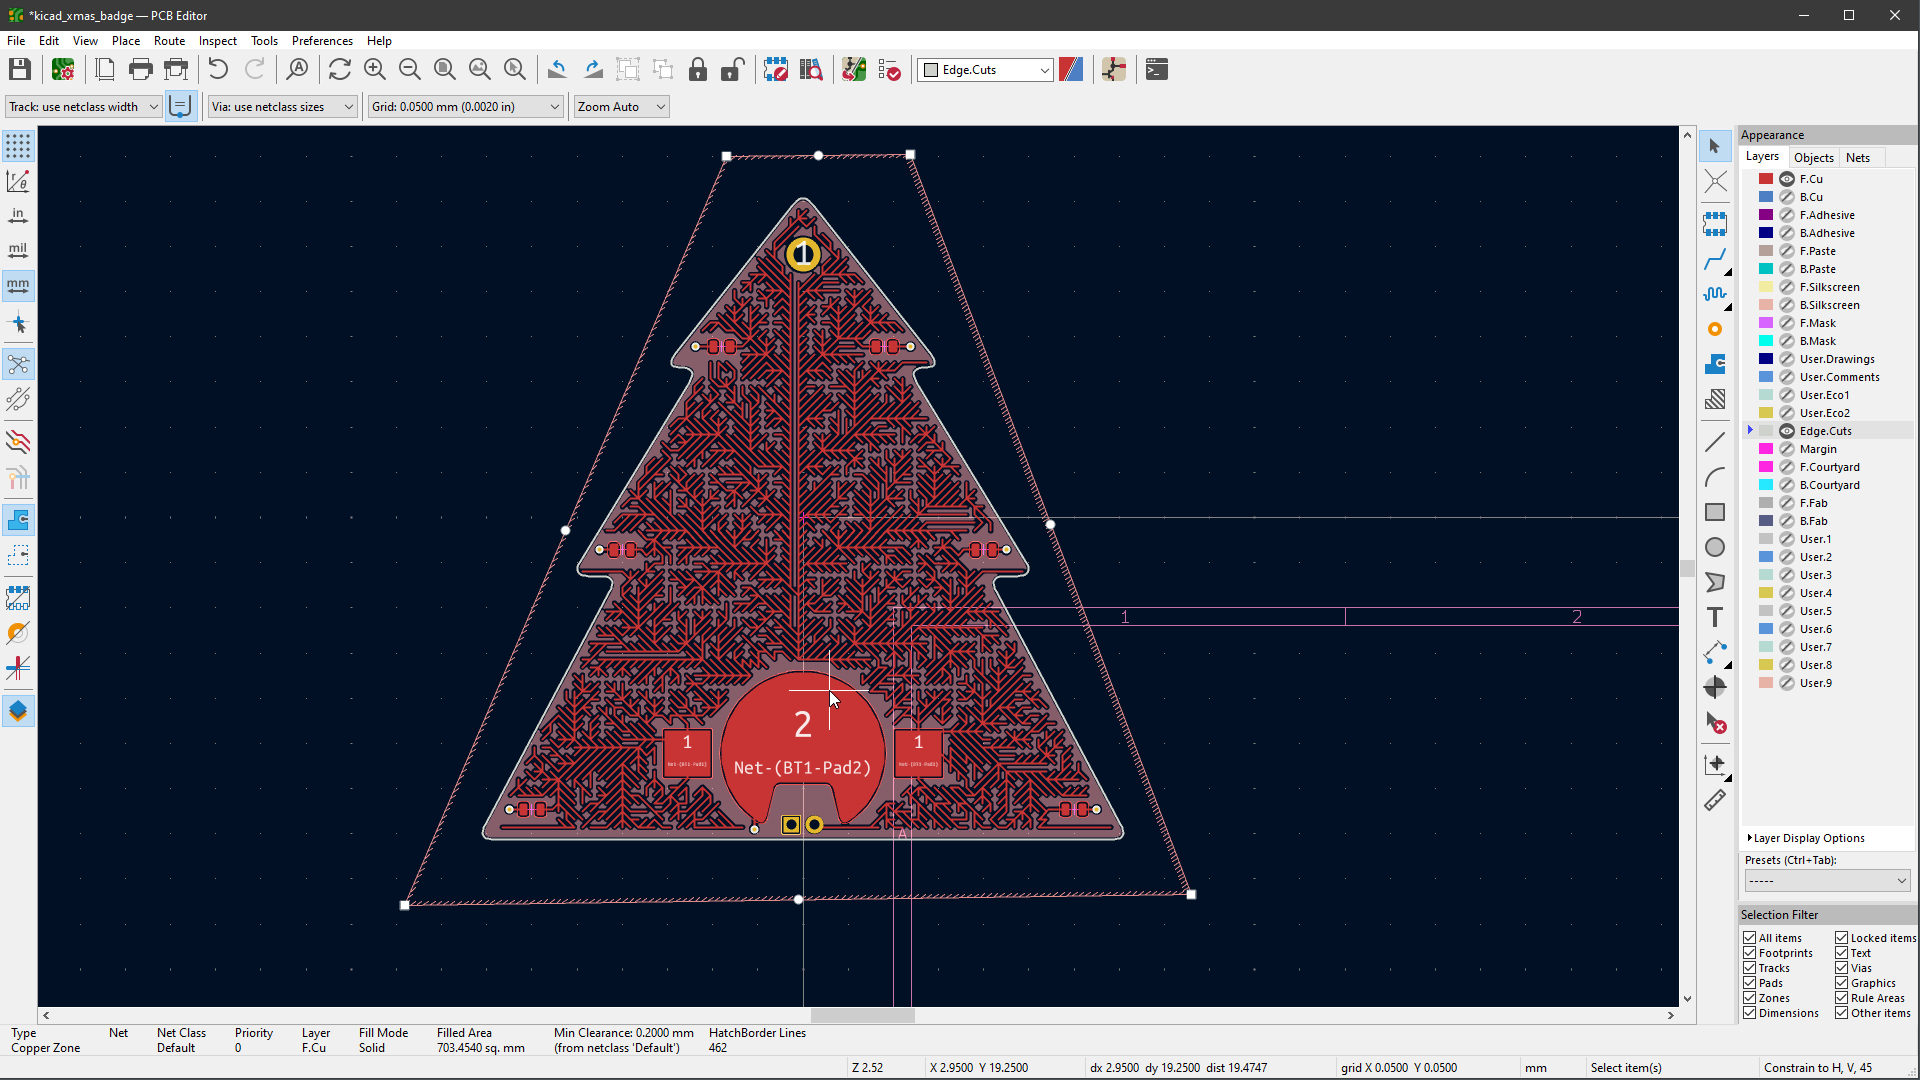 *kicad_xmas_badge — PCB Editor
File Edit View Place Route Inspect Tools Preferences Help
Edge.Cuts
Track: use netclass width Via: use netclass sizes Grid: 0.0500 mm (0.0020 in) Zoom Auto
in
mil
mm
1
1
2
2
Net-(BT1-Pad2)
1
1
A
Appearance
Layers Objects Nets
F.Cu
B.Cu
F.Adhesive
B.Adhesive
F.Paste
B.Paste
F.Silkscreen
B.Silkscreen
F.Mask
B.Mask
User.Drawings
User.Comments
User.Eco1
User.Eco2
Edge.Cuts
Margin
F.Courtyard
B.Courtyard
F.Fab
B.Fab
User.1
User.2
User.3
User.4
User.5
User.6
User.7
User.8
User.9
Layer Display Options
Presets (Ctrl+Tab):
-----
Selection Filter
All items Locked items
Footprints Text
Tracks Vias
Pads Graphics
Zones Rule Areas
Dimensions Other items
Type Net Net Class Priority Layer Fill Mode Filled Area Min Clearance: 0.2000 mm HatchBorder Lines
Copper Zone Default 0 F.Cu Solid 703.4540 sq. mm (from netclass 'Default') 462
Z 2.52 X 2.9500 Y 19.2500 dx 2.9500 dy 19.2500 dist 19.4747 grid X 0.0500 Y 0.0500 mm Select item(s) Constrain to H, V, 45